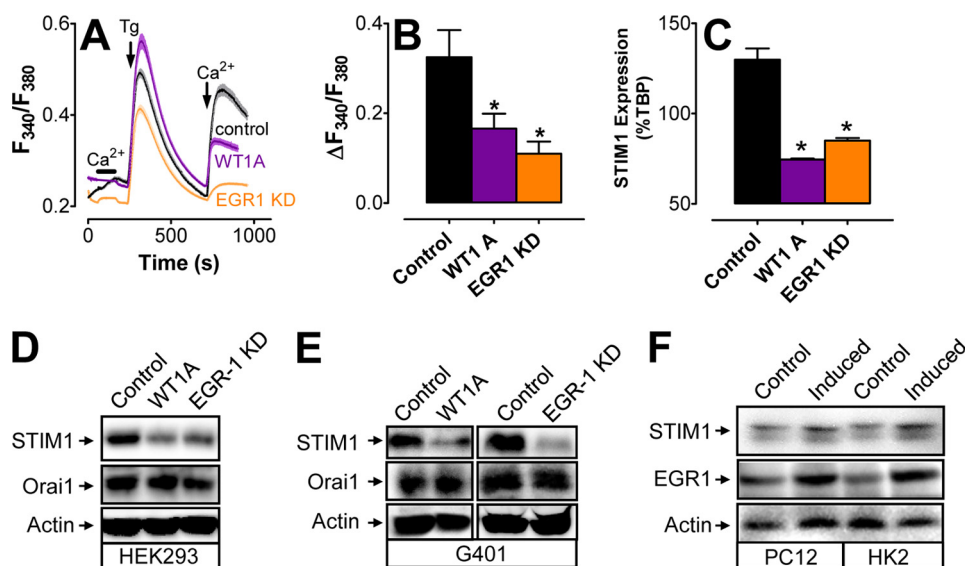 A
F340/F380
0.6
0.4
0.2
Tg
Ca2+
Ca2+
control
WT1A
EGR1 KD
0
500
1000
Time (s)
B
ΔF340/F380
0.4
0.2
0.0
*
*
Control
WT1 A
EGR1 KD
C
STIM1 Expression
(%TBP)
150
100
50
*
*
Control
WT1 A
EGR1 KD
D
Control
WT1A
EGR-1 KD
STIM1
Orai1
Actin
HEK293
E
Control
WT1A
Control
EGR-1 KD
STIM1
Orai1
Actin
G401
F
Control
Induced
Control
Induced
STIM1
EGR1
Actin
PC12
HK2